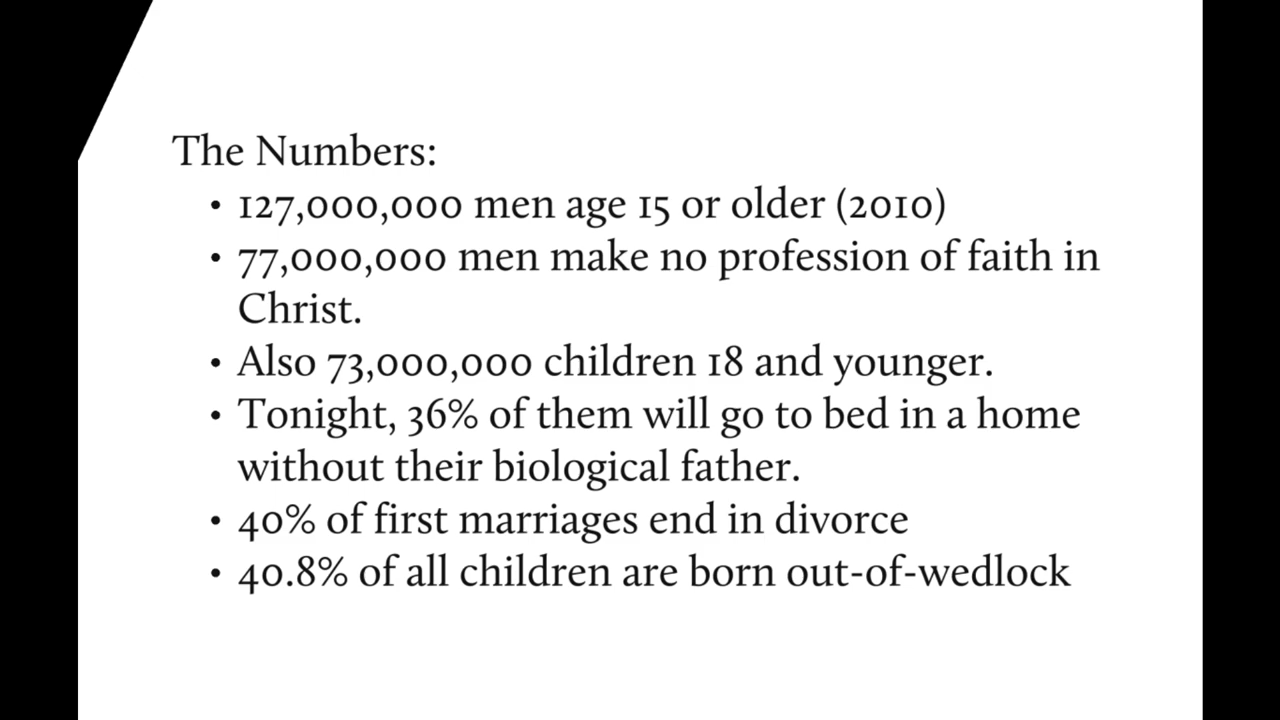 The Numbers:
• 127,000,000 men age 15 or older (2010)
• 77,000,000 men make no profession of faith in
Christ.
• Also 73,000,000 children 18 and younger.
• Tonight, 36% of them will go to bed in a home
without their biological father.
• 40% of first marriages end in divorce
• 40.8% of all children are born out-of-wedlock